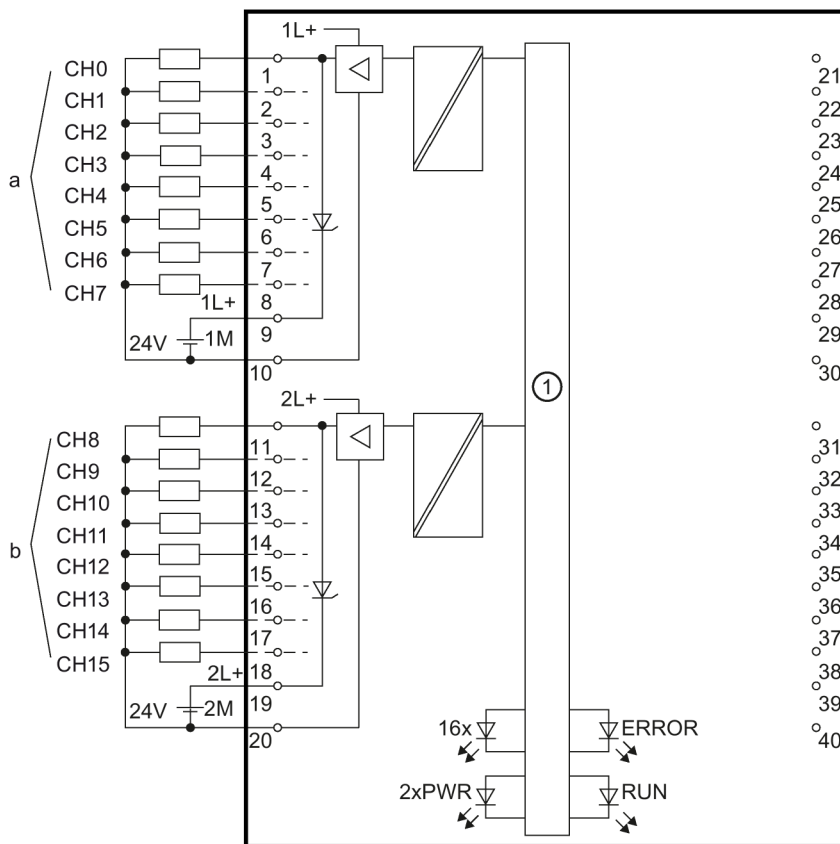 1L+
CH0
1
21
CH1
2
22
CH2
3
23
CH3
4
24
a
CH4
5
25
CH5
6
26
CH6
7
27
CH7
1L+
8
28
24V
1M
9
29
10
30
1
2L+
CH8
11
31
CH9
12
32
CH10
13
33
CH11
14
34
b
CH12
15
35
CH13
16
36
CH14
17
37
CH15
2L+
18
38
24V
2M
19
39
20
16x
ERROR
40
2xPWR
RUN